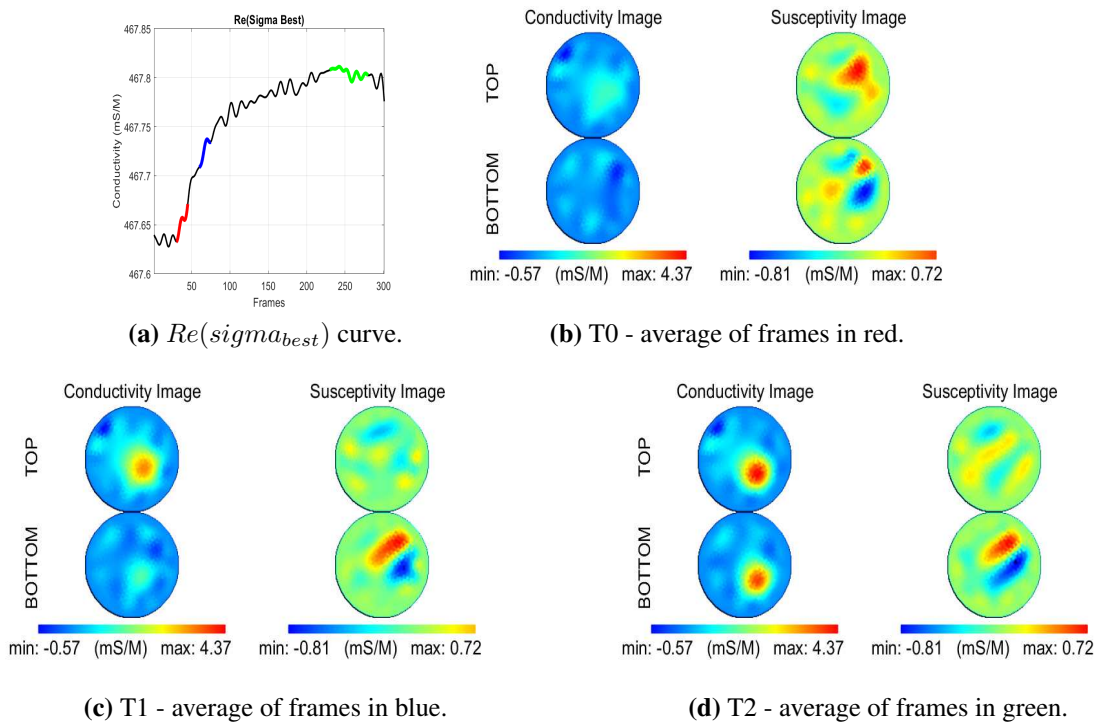 Re(Sigma Best)
467.85
467.8
467.75
467.7
467.65
467.6
Conductivity (mS/M)
50 100 150 200 250 300
Frames
(a) Re(sigma_best) curve.
Conductivity Image Susceptivity Image
TOP
BOTTOM
min: -0.57 (mS/M) max: 4.37 min: -0.81 (mS/M) max: 0.72
(b) T0 - average of frames in red.
Conductivity Image Susceptivity Image
TOP
BOTTOM
min: -0.57 (mS/M) max: 4.37 min: -0.81 (mS/M) max: 0.72
(c) T1 - average of frames in blue.
Conductivity Image Susceptivity Image
TOP
BOTTOM
min: -0.57 (mS/M) max: 4.37 min: -0.81 (mS/M) max: 0.72
(d) T2 - average of frames in green.